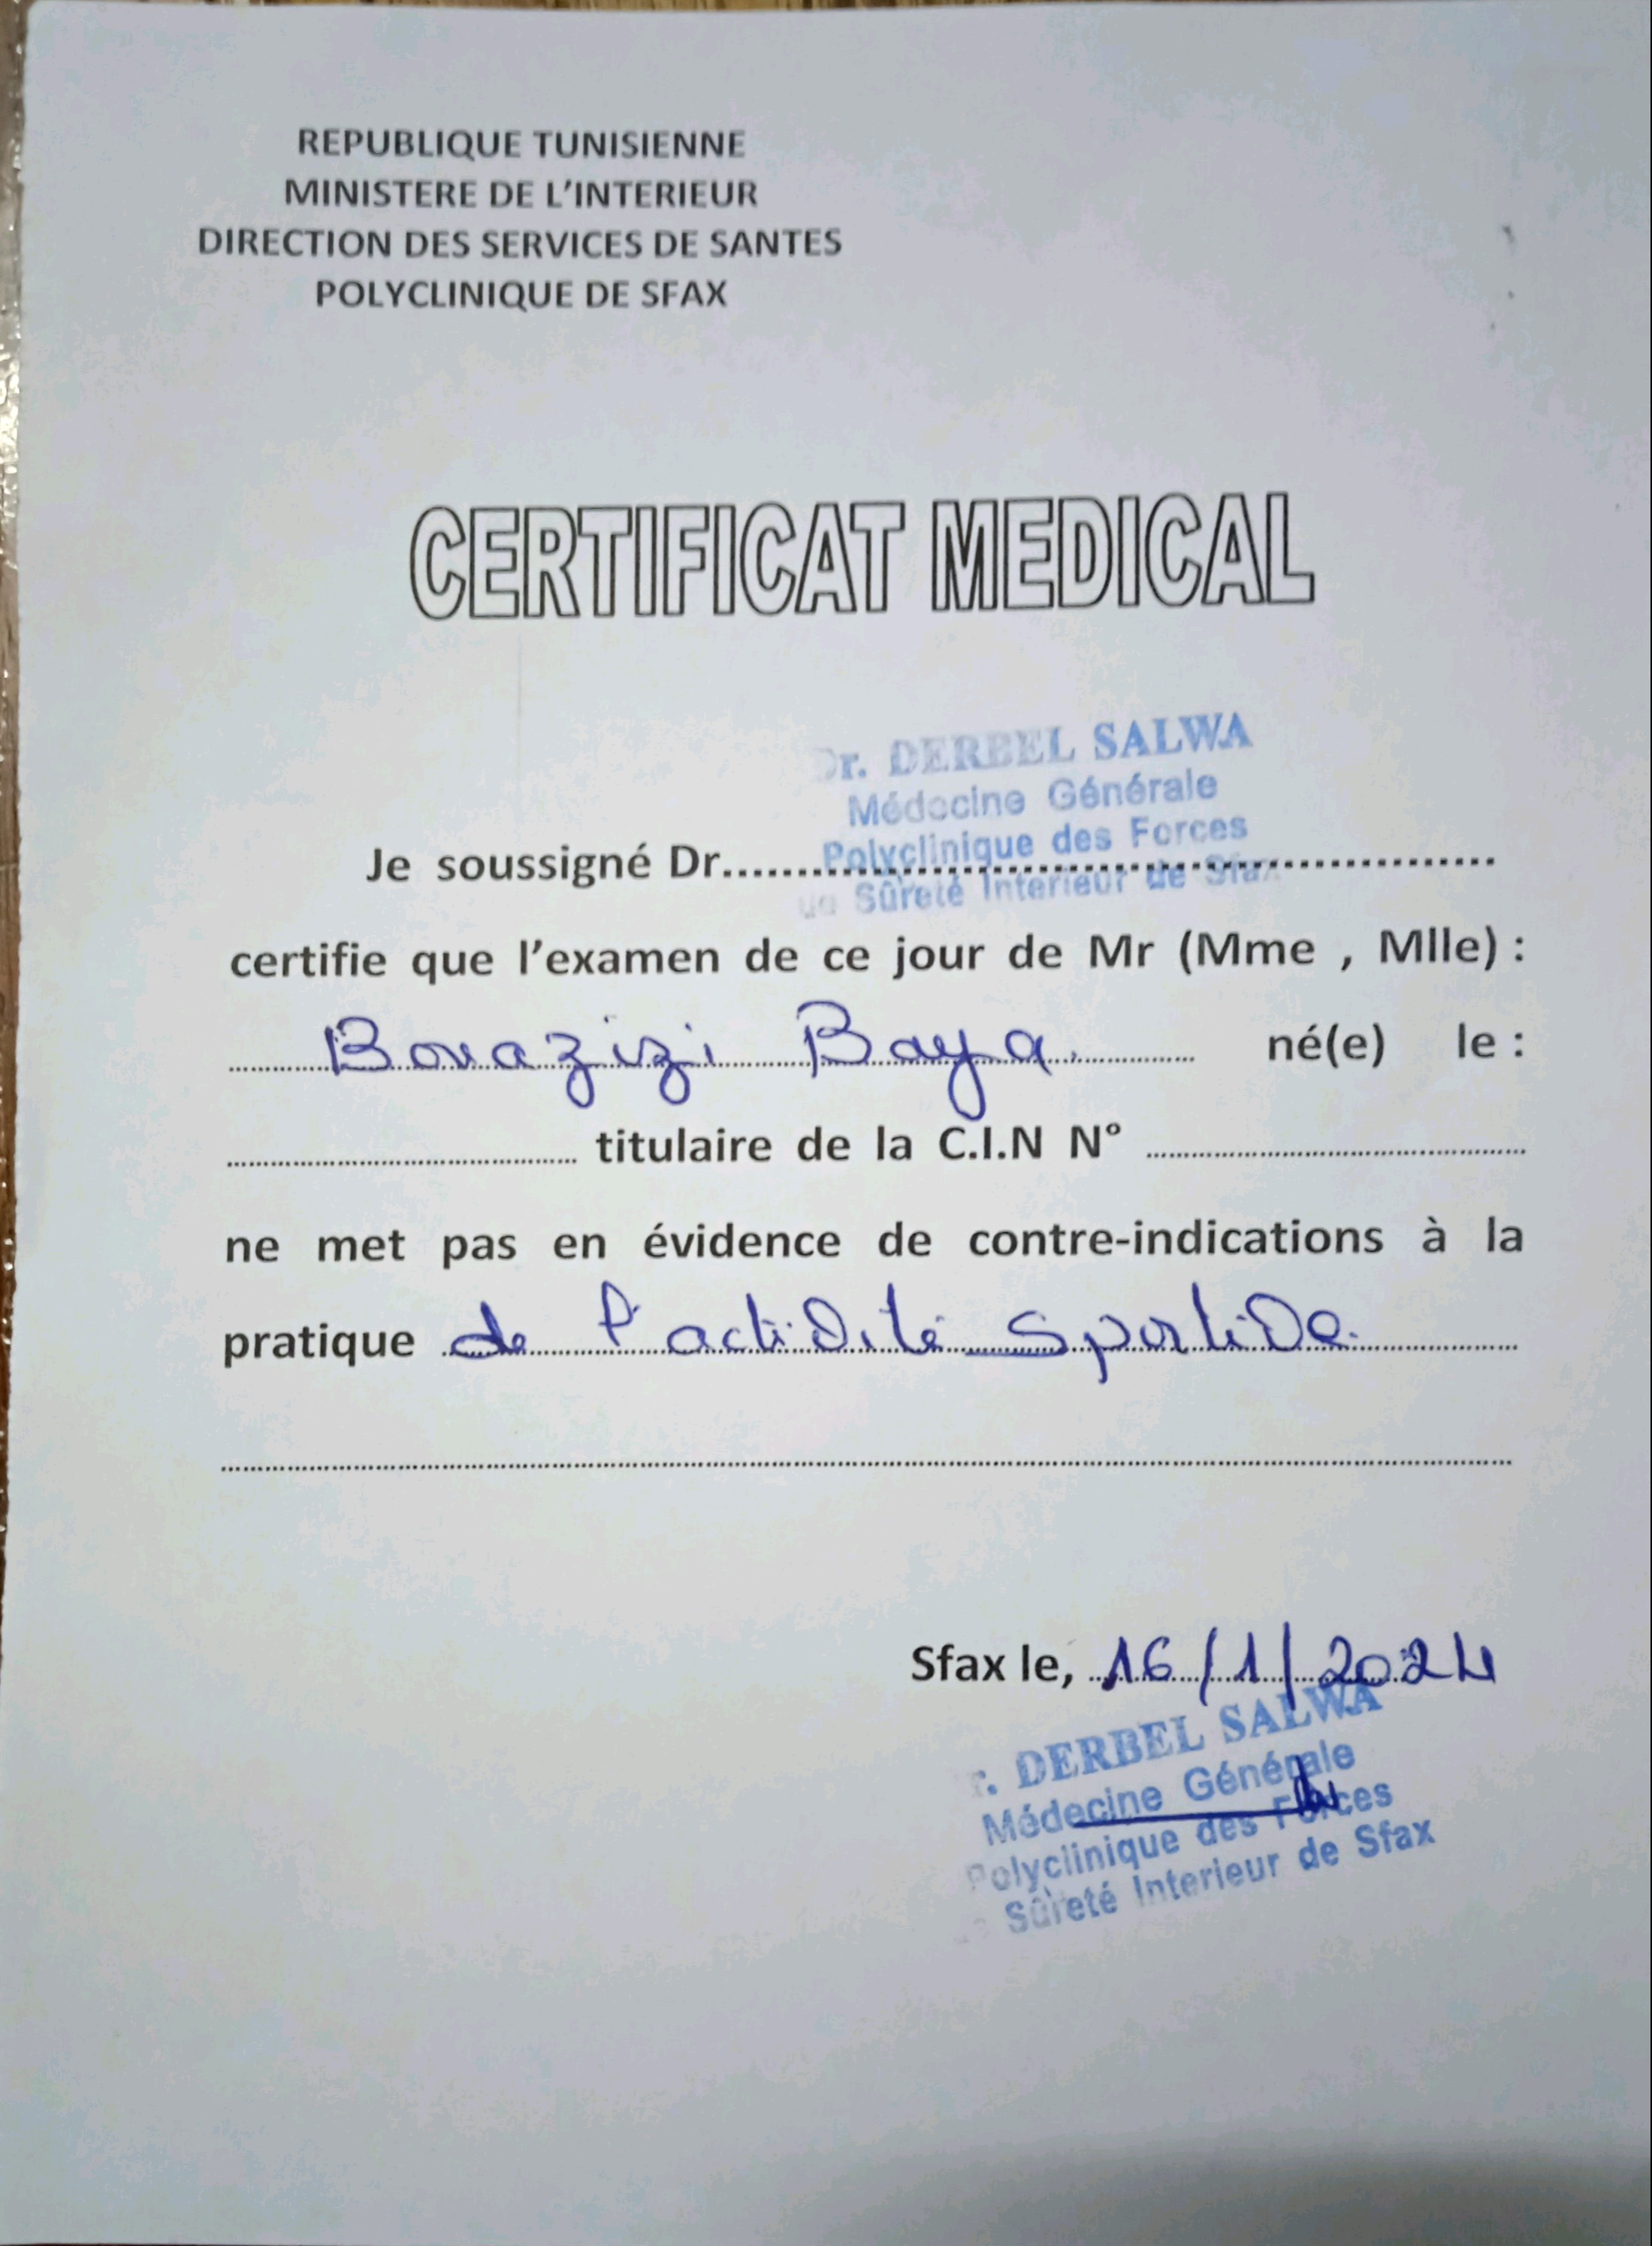 REPUBLIQUE TUNISIENNE
MINISTERE DE L'INTERIEUR
DIRECTION DES SERVICES DE SANTES
POLYCLINIQUE DE SFAX
CERTIFICAT MEDICAL
Dr. DERBEL SALWA
Médecine Générale
Polyclinique des Forces
Sûreté Interieur de Sfax
Je soussigné Dr................................................
certifie que l'examen de ce jour de Mr (Mme , Mlle) :
Bouazizi Baya né(e) le :
.......................... titulaire de la C.I.N N° ..........................
ne met pas en évidence de contre-indications à la
pratique de l'activité sportive.
Sfax le, 16/1/2024
r. DERBEL SALWA
Médecine Générale
Polyclinique des Forces
Sûreté Interieur de Sfax